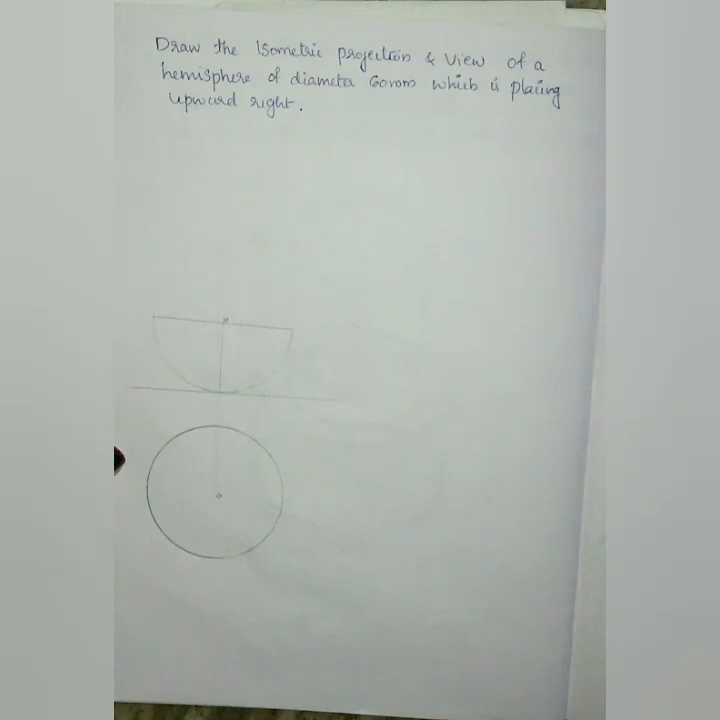 Draw the Isometric projection & View of a
hemisphere of diameter 60mm which is placing
upward right.
P
o